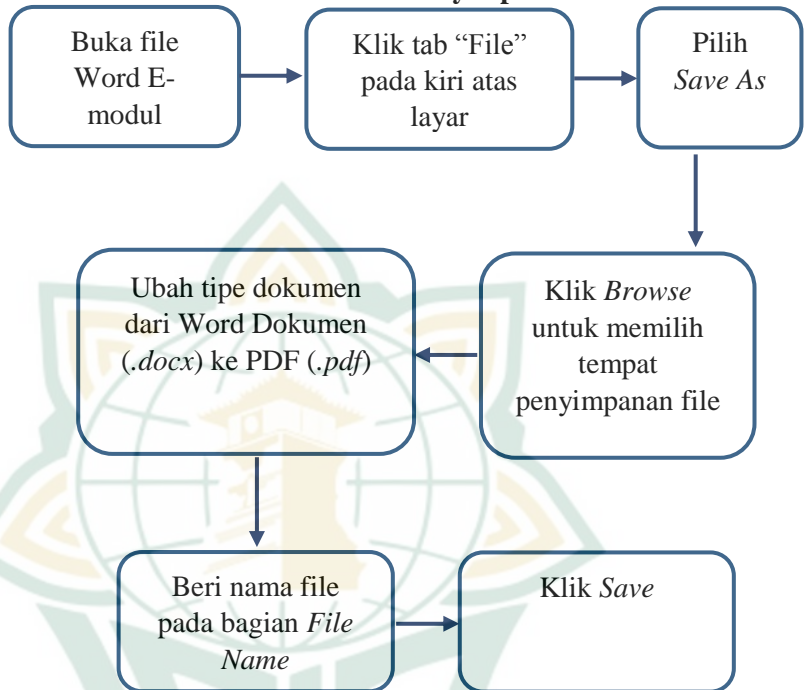 Buka file
Word E-
modul
Klik tab “File”
pada kiri atas
layar
Pilih
Save As
Klik Browse
untuk memilih
tempat
penyimpanan file
Ubah tipe dokumen
dari Word Dokumen
(.docx) ke PDF (.pdf)
Beri nama file
pada bagian File
Name
Klik Save